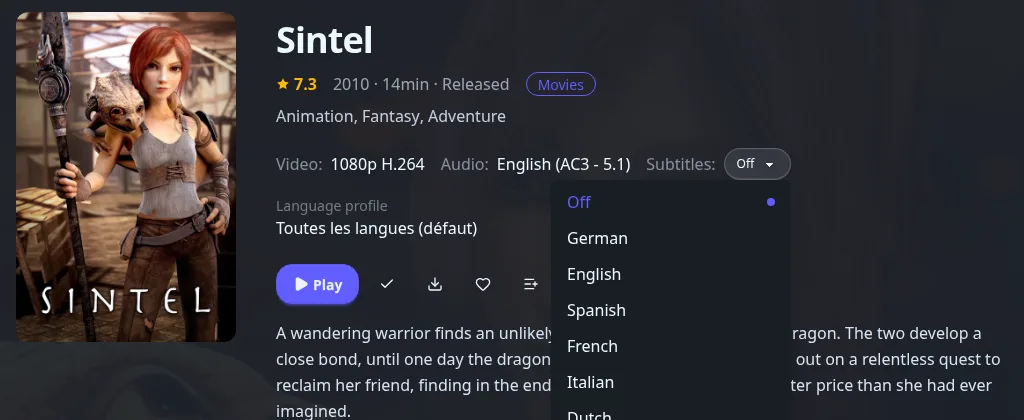 Sintel
7.3 2010 · 14min · Released Movies
Animation, Fantasy, Adventure
Video: 1080p H.264 Audio: English (AC3 - 5.1) Subtitles: Off
Off
Language profile
Toutes les langues (défaut)
German
English
Spanish
French
Italian
Dutch
Play
SINTEL
A wandering warrior finds an unlikely ragon. The two develop a
close bond, until one day the dragon out on a relentless quest to
reclaim her friend, finding in the end ter price than she had ever
imagined.